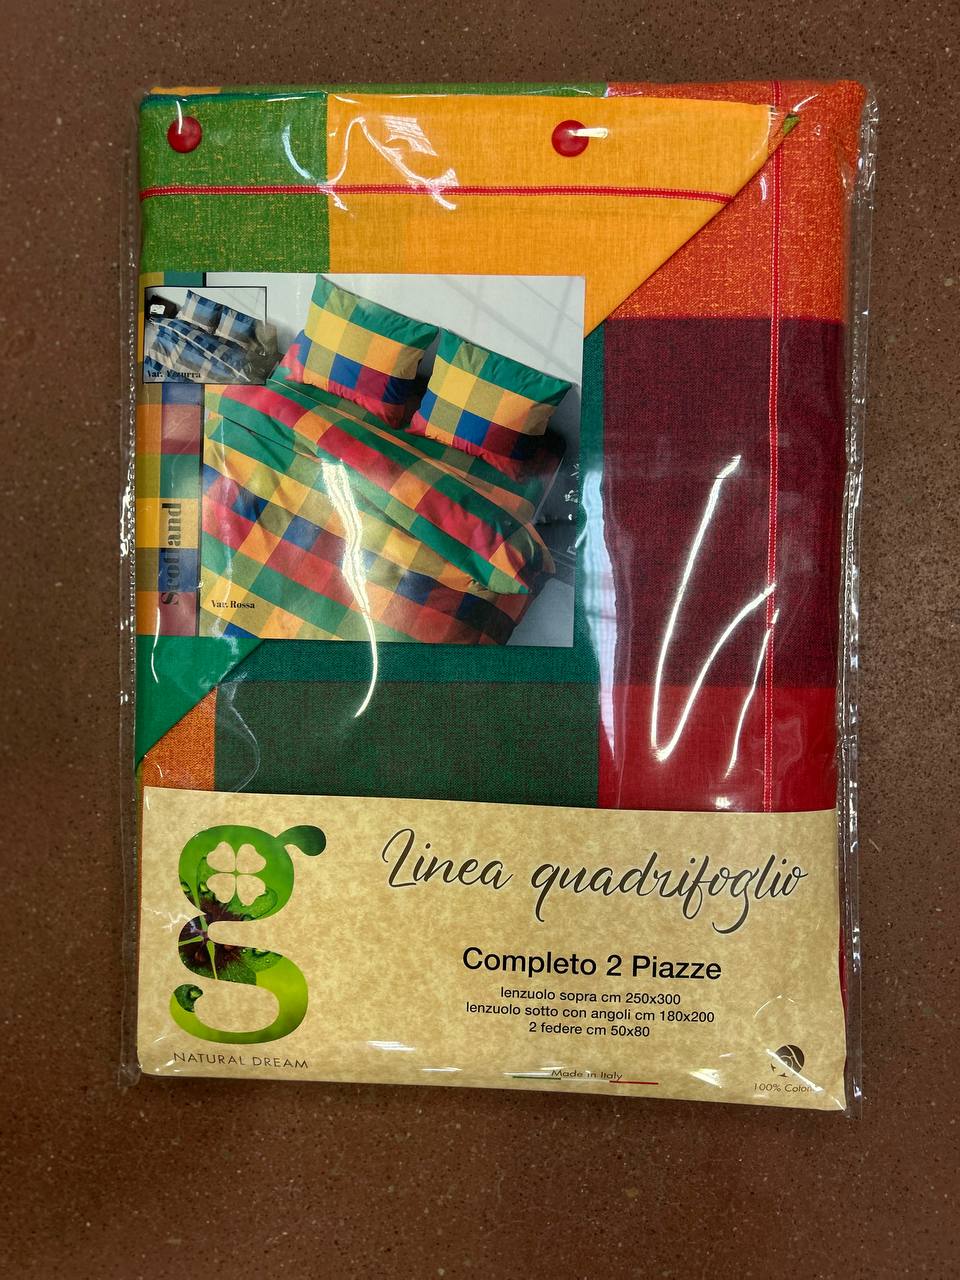 Var. Azzurra
Scotland
Var. Rossa
Linea quadrifoglio
Completo 2 Piazze
lenzuolo sopra cm 250x300
lenzuolo sotto con angoli cm 180x200
2 federe cm 50x80
g
NATURAL DREAM
Made in Italy
100% Coton